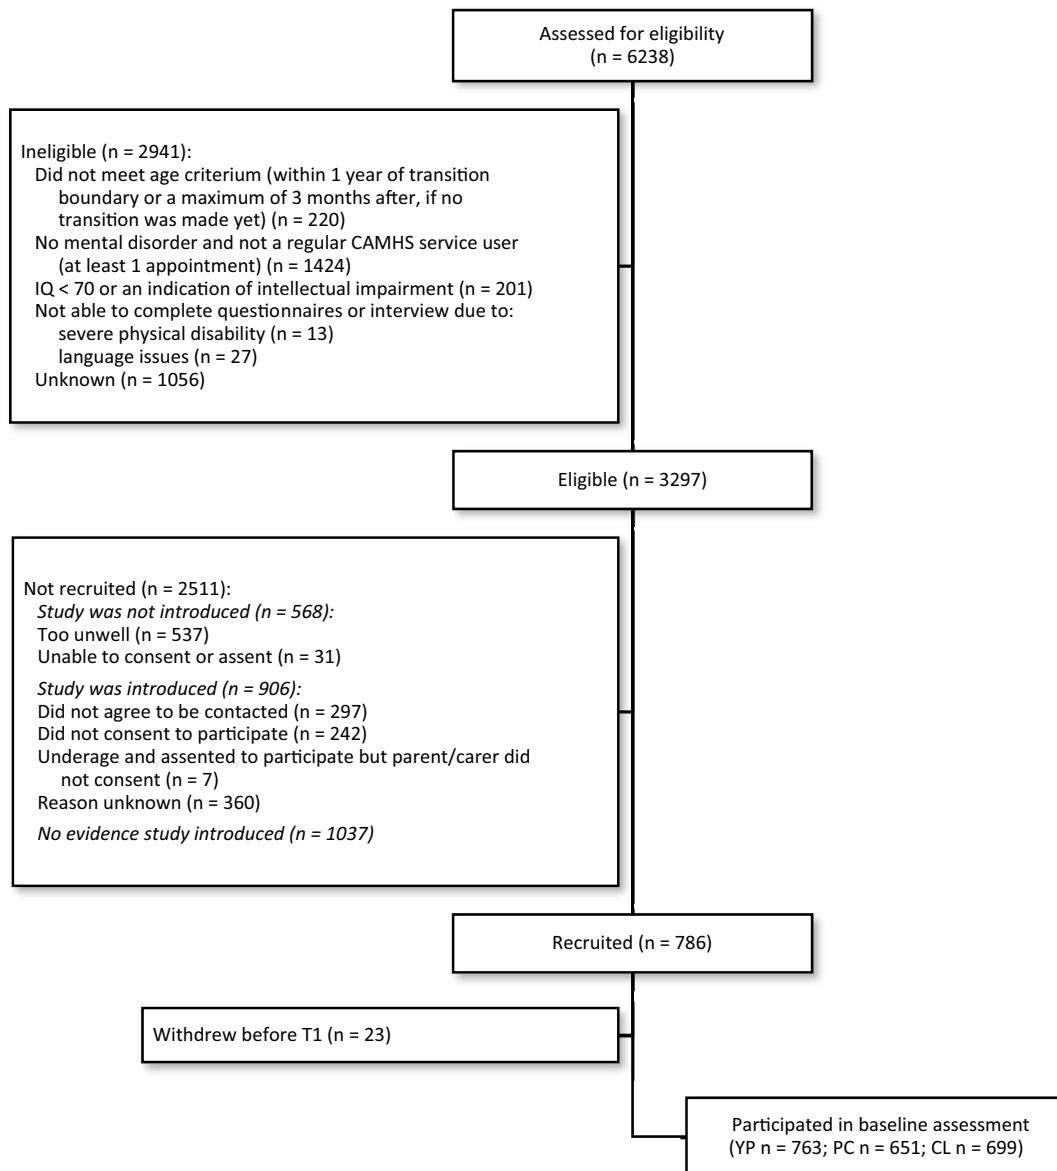 Assessed for eligibility
(n = 6238)
Ineligible (n = 2941):
Did not meet age criterium (within 1 year of transition
boundary or a maximum of 3 months after, if no
transition was made yet) (n = 220)
No mental disorder and not a regular CAMHS service user
(at least 1 appointment) (n = 1424)
IQ < 70 or an indication of intellectual impairment (n = 201)
Not able to complete questionnaires or interview due to:
severe physical disability (n = 13)
language issues (n = 27)
Unknown (n = 1056)
Eligible (n = 3297)
Not recruited (n = 2511):
Study was not introduced (n = 568):
Too unwell (n = 537)
Unable to consent or assent (n = 31)
Study was introduced (n = 906):
Did not agree to be contacted (n = 297)
Did not consent to participate (n = 242)
Underage and assented to participate but parent/carer did
not consent (n = 7)
Reason unknown (n = 360)
No evidence study introduced (n = 1037)
Recruited (n = 786)
Withdrew before T1 (n = 23)
Participated in baseline assessment
(YP n = 763; PC n = 651; CL n = 699)